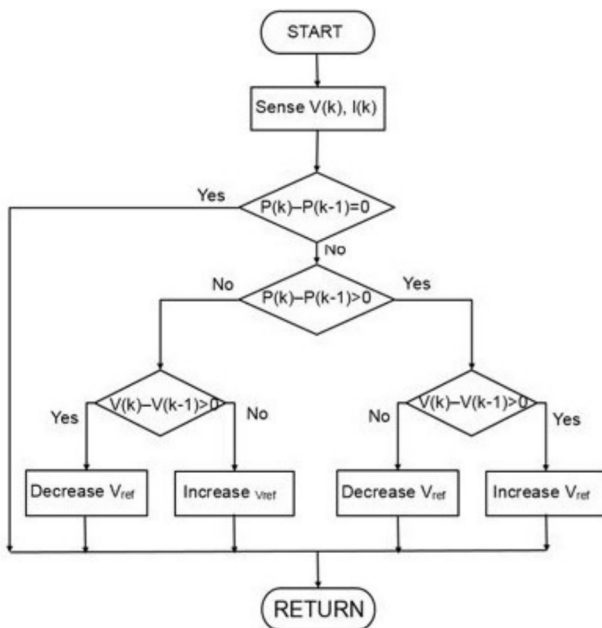 START
Sense V(k), I(k)
Yes
P(k)–P(k-1)=0
No
No
P(k)–P(k-1)>0
Yes
Yes
V(k)–V(k-1)>0
No
No
V(k)–V(k-1)>0
Yes
Decrease Vref
Increase Vref
Decrease Vref
Increase Vref
RETURN